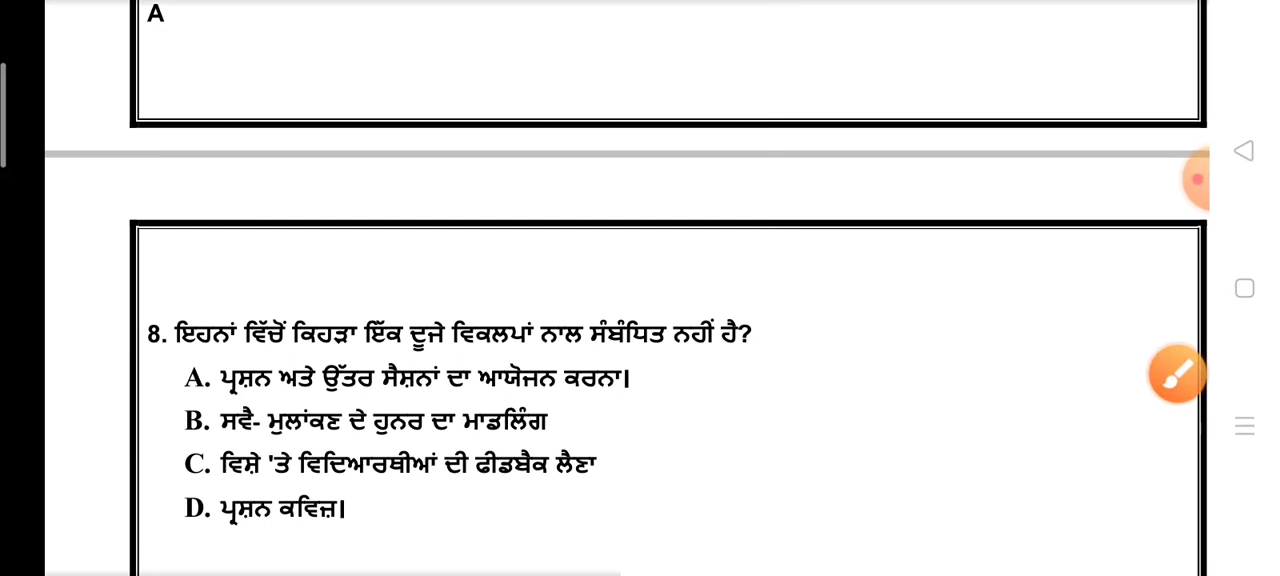 A
8. ਇਹਨਾਂ ਵਿੱਚੋਂ ਕਿਹੜਾ ਇੱਕ ਦੂਜੇ ਵਿਕਲਪਾਂ ਨਾਲ ਸੰਬੰਧਿਤ ਨਹੀਂ ਹੈ?
A. ਪ੍ਰਸ਼ਨ ਅਤੇ ਉੱਤਰ ਸੈਸ਼ਨਾਂ ਦਾ ਆਯੋਜਨ ਕਰਨਾ।
B. ਸਵੈ- ਮੁਲਾਂਕਣ ਦੇ ਹੁਨਰ ਦਾ ਮਾਡਲਿੰਗ
C. ਵਿਸ਼ੇ 'ਤੇ ਵਿਦਿਆਰਥੀਆਂ ਦੀ ਫੀਡਬੈਕ ਲੈਣਾ
D. ਪ੍ਰਸ਼ਨ ਕਵਿਜ਼।